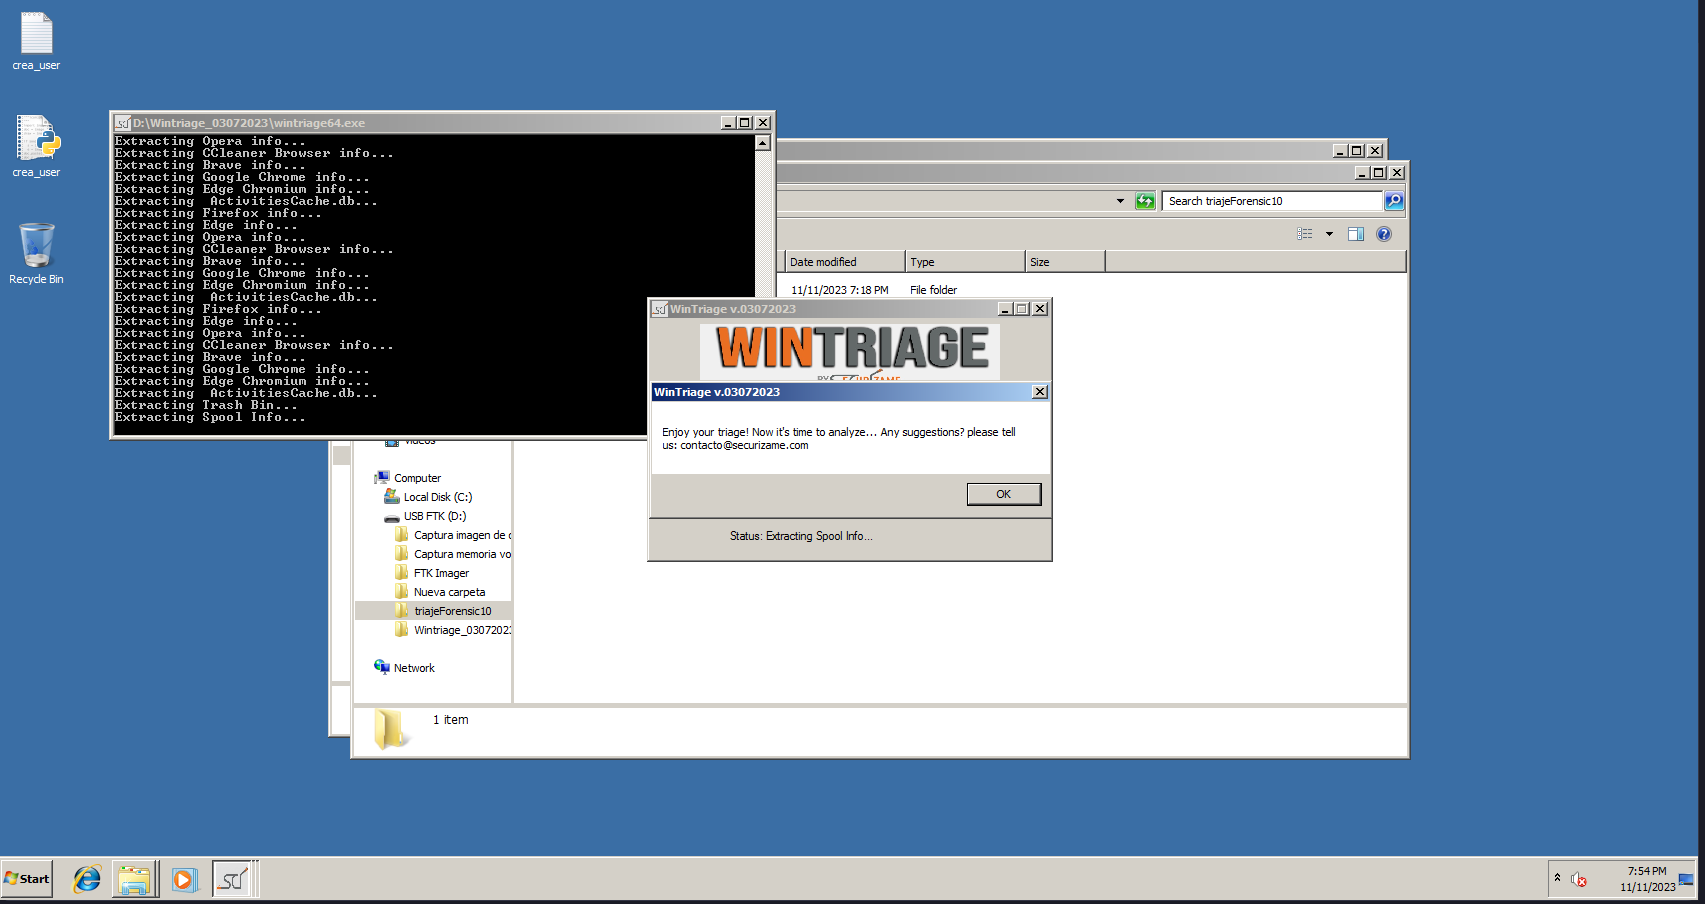 crea_user
crea_user
Recycle Bin
D:\Wintriage_03072023\wintriage64.exe
Extracting Opera info...
Extracting CCleaner Browser info...
Extracting Brave info...
Extracting Google Chrome info...
Extracting Edge Chromium info...
Extracting  ActivitiesCache.db...
Extracting Firefox info...
Extracting Edge info...
Extracting Opera info...
Extracting CCleaner Browser info...
Extracting Brave info...
Extracting Google Chrome info...
Extracting Edge Chromium info...
Extracting  ActivitiesCache.db...
Extracting Firefox info...
Extracting Edge info...
Extracting Opera info...
Extracting CCleaner Browser info...
Extracting Brave info...
Extracting Google Chrome info...
Extracting Edge Chromium info...
Extracting  ActivitiesCache.db...
Extracting Trash Bin...
Extracting Spool Info...
Search triajeForensic10
Date modified Type Size
11/11/2023 7:18 PM File folder
WinTriage v.03072023
WINTRIAGE
BY SECURIZAME
WinTriage v.03072023
Enjoy your triage! Now it's time to analyze... Any suggestions? please tell
us: contacto@securizame.com
OK
Status: Extracting Spool Info...
Videos
Computer
Local Disk (C:)
USB FTK (D:)
Captura imagen de d
Captura memoria vo
FTK Imager
Nueva carpeta
triajeForensic10
Wintriage_03072023
Network
1 item
Start
7:54 PM
11/11/2023